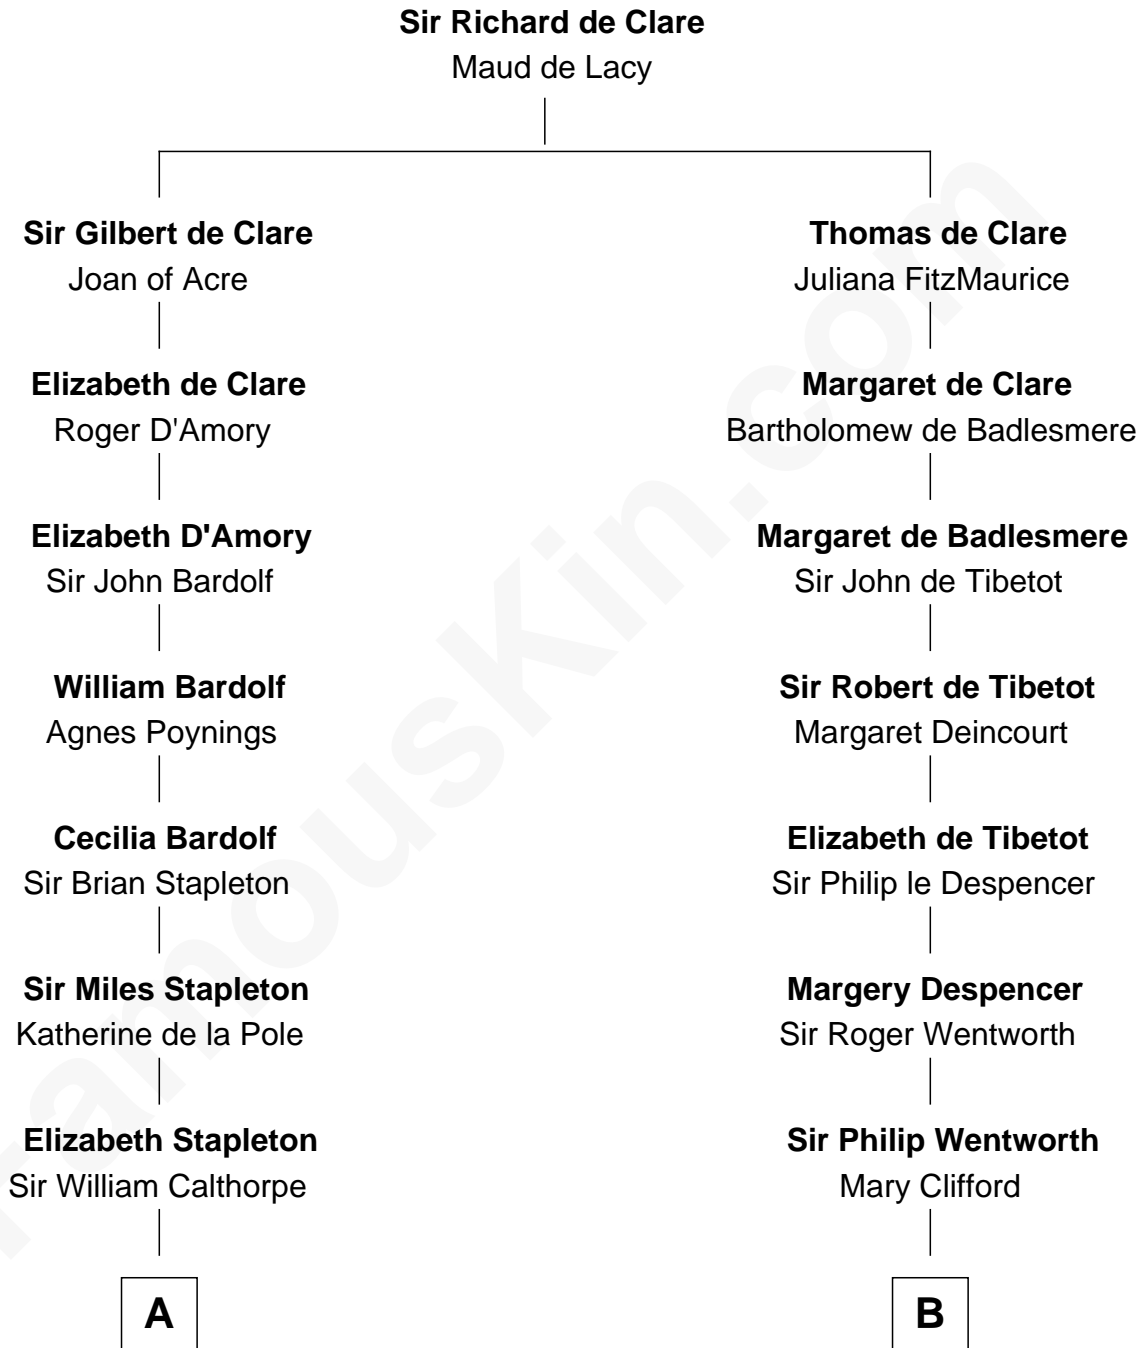 Sir Richard de Clare
Maud de Lacy
Sir Gilbert de Clare
Joan of Acre
Elizabeth de Clare
Roger D'Amory
Elizabeth D'Amory
Sir John Bardolf
William Bardolf
Agnes Poynings
Cecilia Bardolf
Sir Brian Stapleton
Sir Miles Stapleton
Katherine de la Pole
Elizabeth Stapleton
Sir William Calthorpe
A
Thomas de Clare
Juliana FitzMaurice
Margaret de Clare
Bartholomew de Badlesmere
Margaret de Badlesmere
Sir John de Tibetot
Sir Robert de Tibetot
Margaret Deincourt
Elizabeth de Tibetot
Sir Philip le Despencer
Margery Despencer
Sir Roger Wentworth
Sir Philip Wentworth
Mary Clifford
B
FamousKin.com